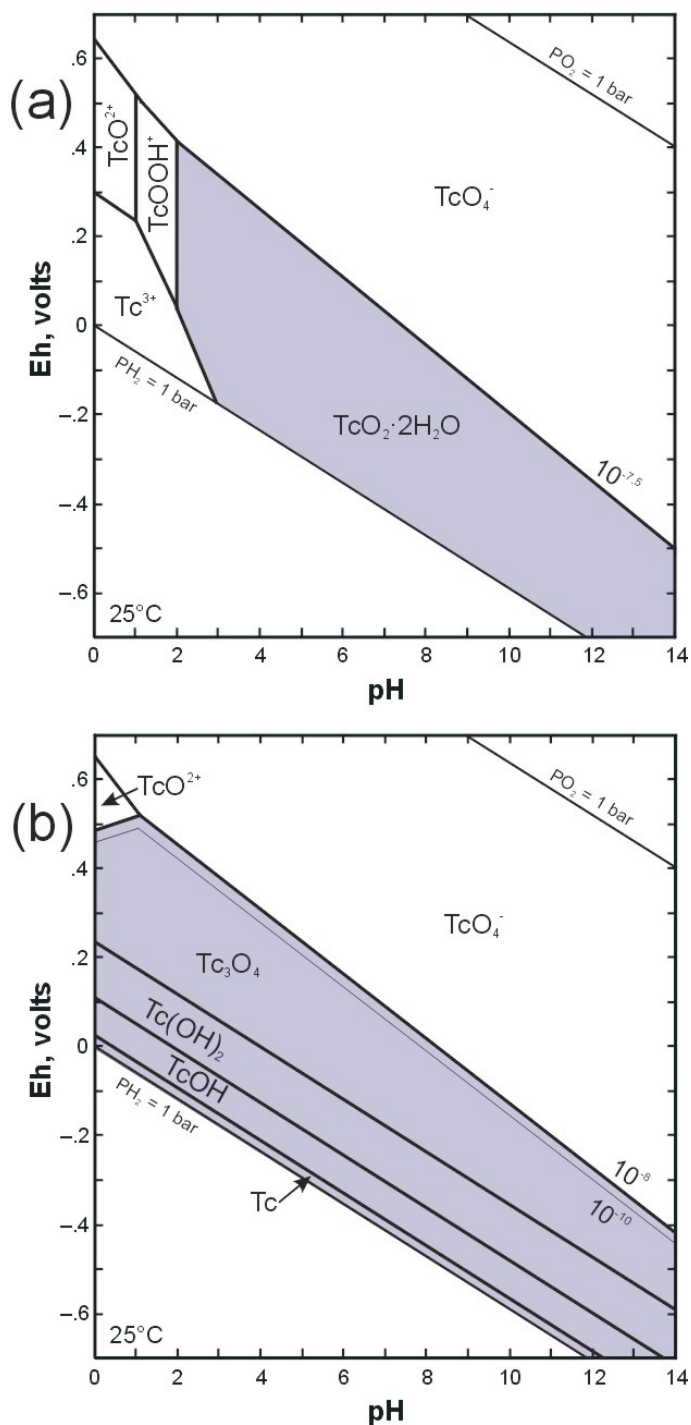 (a)
.6
.4
.2
0
–.2
–.4
–.6
Eh, volts
TcO²⁺
TcOOH⁺
Tc³⁺
PO₂ = 1 bar
TcO₄⁻
PH₂ = 1 bar
TcO₂·2H₂O
10⁻⁷·⁵
25°C
0 2 4 6 8 10 12 14
pH
(b)
.6
.4
.2
0
–.2
–.4
–.6
Eh, volts
TcO²⁺
PO₂ = 1 bar
TcO₄⁻
Tc₃O₄
Tc(OH)₂
TcOH
PH₂ = 1 bar
Tc
10⁻⁸
10⁻¹⁰
25°C
0 2 4 6 8 10 12 14
pH